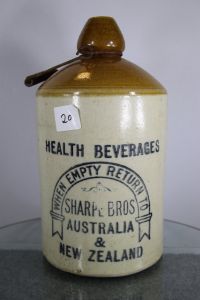 20
HEALTH BEVERAGES
WHEN EMPTY RETURN TO
SHARPE BROS
AUSTRALIA
&
NEW ZEALAND